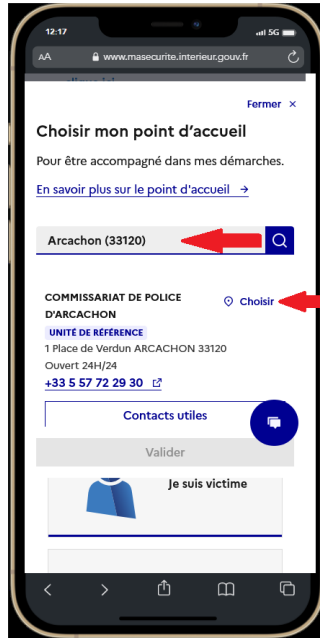 12:17
5G
AA www.masecurite.interieur.gouv.fr
clique ici
Fermer ×
Choisir mon point d'accueil
Pour être accompagné dans mes démarches.
En savoir plus sur le point d'accueil →
Arcachon (33120)
COMMISSARIAT DE POLICE
D'ARCACHON
Choisir
UNITÉ DE RÉFÉRENCE
1 Place de Verdun ARCACHON 33120
Ouvert 24H/24
+33 5 57 72 29 30
Contacts utiles
Valider
Je suis victime